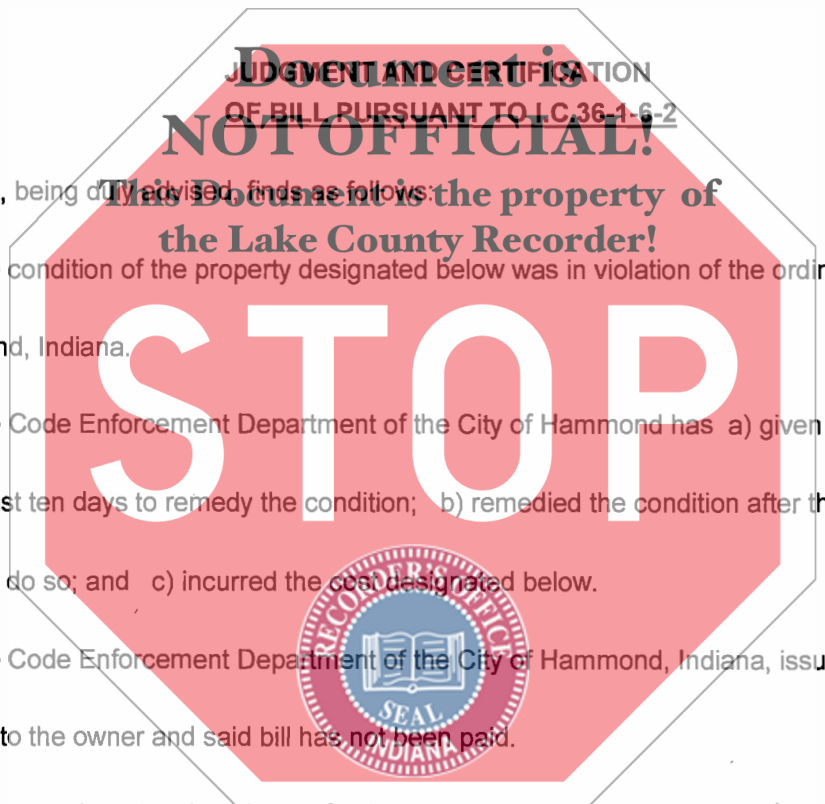 Document is
JUDGMENT AND CERTIFICATION
OF BILL PURSUANT TO I.C.36-1-6-2
NOT OFFICIAL!
, being duly advised, finds as follows:
This Document is the property of
the Lake County Recorder!
condition of the property designated below was in violation of the ordin
nd, Indiana.
STOP
Code Enforcement Department of the City of Hammond has a) given
st ten days to remedy the condition; b) remedied the condition after th
do so; and c) incurred the cost designated below.
RECORDER'S OFFICE
Code Enforcement Department of the City of Hammond, Indiana, issu
SEAL
INDIANA
to the owner and said bill has not been paid.